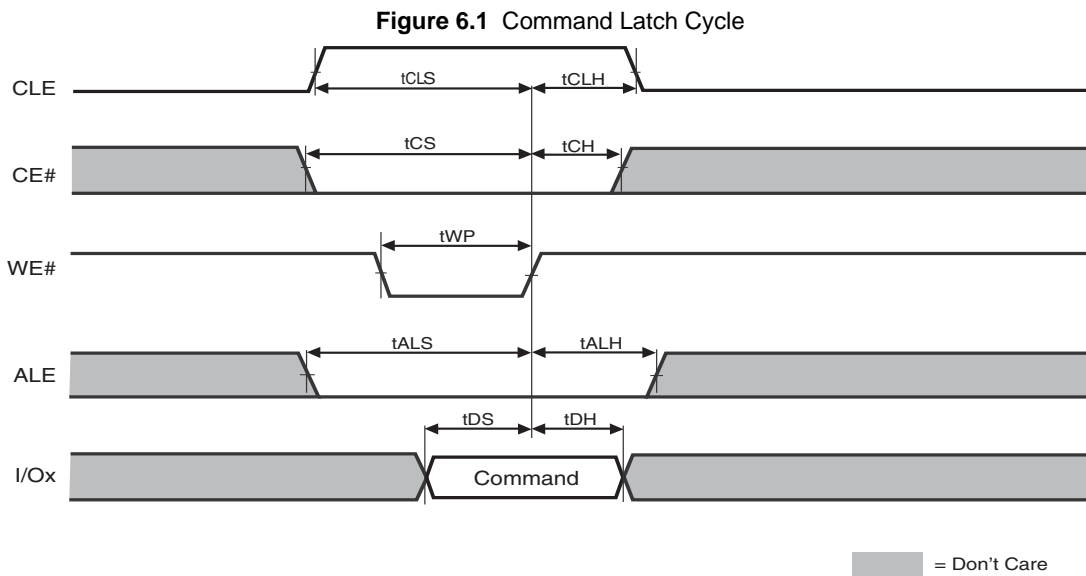 Figure 6.1 Command Latch Cycle
CLE
tCLS
tCLH
CE#
tCS
tCH
WE#
tWP
ALE
tALS
tALH
I/Ox
tDS
tDH
Command
= Don't Care